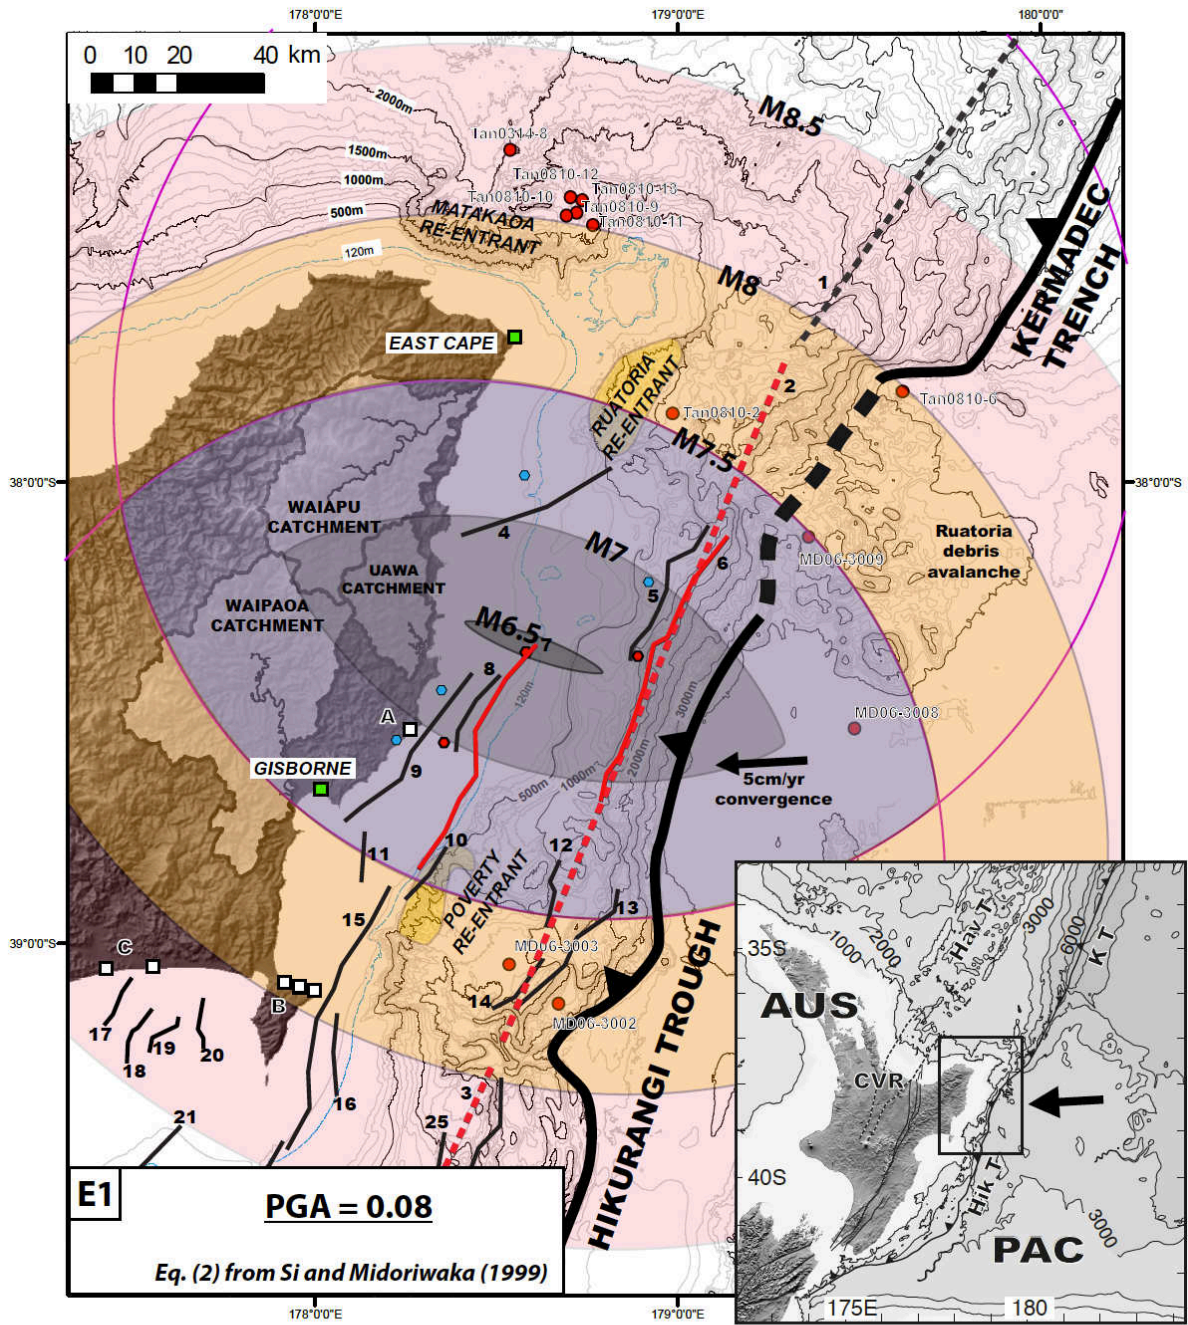 178°0'0"E
179°0'0"E
180°0'0"
0 10 20 40 km
2000m
M8.5
Tan0314-8
1500m
Tan0810-12
1000m
Tan0810-10
Tan0810-13
Tan0810-9
500m
Tan0810-11
MATAKAOA
RE-ENTRANT
120m
M8
1
KERMADEC
TRENCH
EAST CAPE
RUATORIA
RE-ENTRANT
2
Tan0810-6
Tan0810-2
M7.5
38°0'0"S
38°0'0"S
WAIAPU
CATCHMENT
4
M7
Ruatoria
debris
avalanche
MD06-3009
6
UAWA
CATCHMENT
5
WAIPAOA
CATCHMENT
M6.5
7
8
120m
3000m
A
MD06-3008
9
GISBORNE
2000m
1000m
500m
5cm/yr
convergence
10
11
12
POVERTY
RE-ENTRANT
15
13
39°0'0"S
C
MD06-3003
14
B
MD06-3002
17
18
19
20
16
3
21
25
HIKURANGI TROUGH
E1
PGA = 0.08
Eq. (2) from Si and Midoriwaka (1999)
178°0'0"E
179°0'0"E
35S
1000
2000
Hav T
3000
6000
K T
AUS
CVR
40S
Hik T
PAC
3000
175E
180